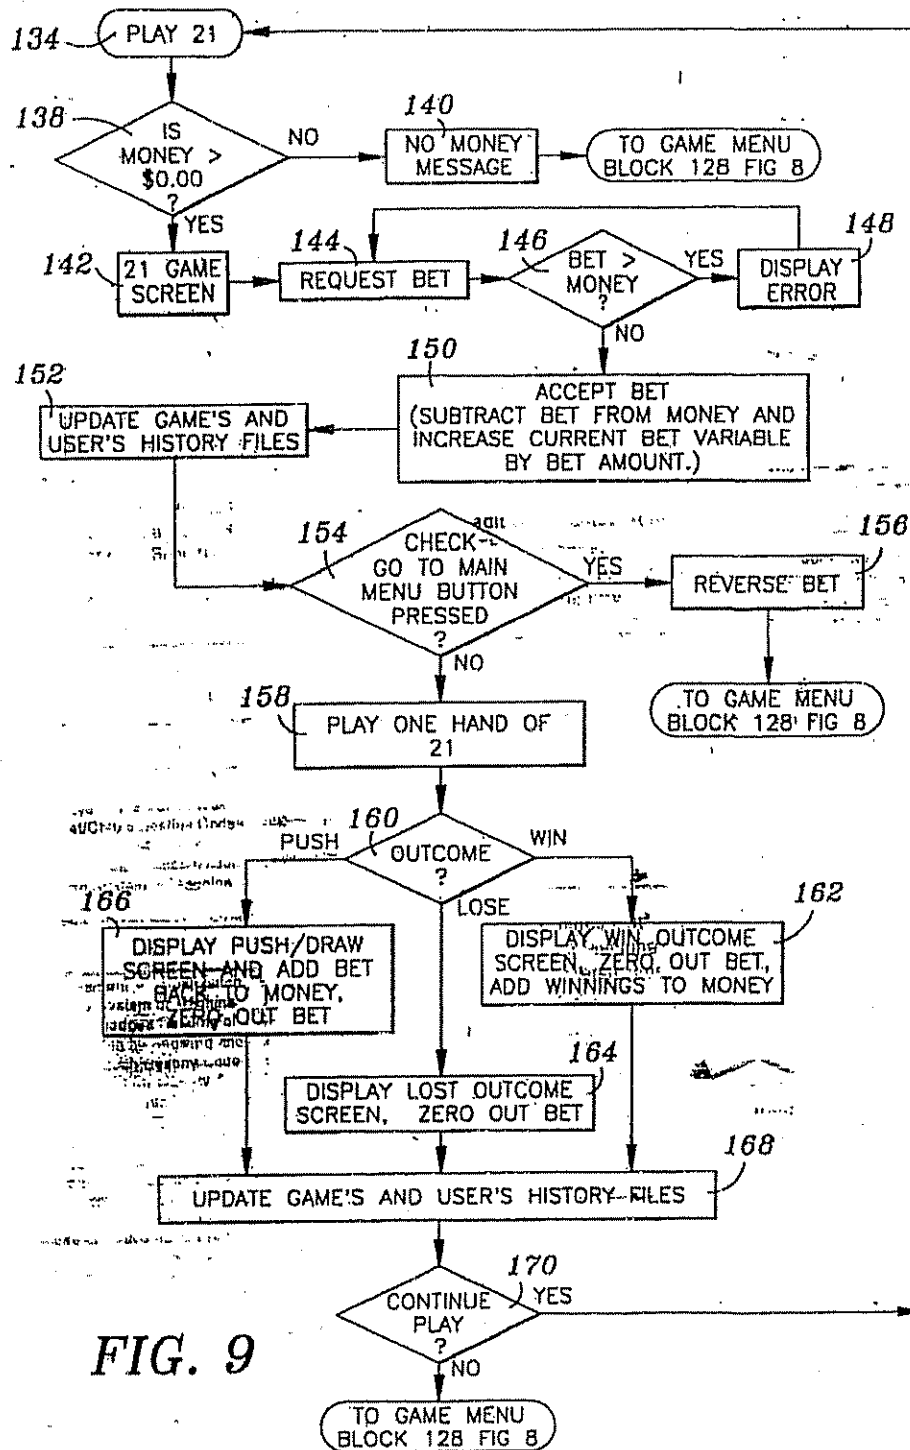 134
PLAY 21
138
IS
MONEY >
$0.00
?
NO
YES
140
NO MONEY
MESSAGE
TO GAME MENU
BLOCK 128 FIG 8
142
21 GAME
SCREEN
144
REQUEST BET
146
BET >
MONEY
?
YES
NO
148
DISPLAY
ERROR
150
ACCEPT BET
(SUBTRACT BET FROM MONEY AND
INCREASE CURRENT BET VARIABLE
BY BET AMOUNT.)
152
UPDATE GAME'S AND
USER'S HISTORY FILES
154
CHECK
GO TO MAIN
MENU BUTTON
PRESSED
?
YES
NO
156
REVERSE BET
TO GAME MENU
BLOCK 128 FIG 8
158
PLAY ONE HAND OF
21
160
OUTCOME
?
PUSH
WIN
LOSE
166
DISPLAY PUSH/DRAW
SCREEN AND ADD BET
BACK TO MONEY,
ZERO OUT BET
162
DISPLAY WIN OUTCOME
SCREEN, ZERO OUT BET,
ADD WINNINGS TO MONEY
164
DISPLAY LOST OUTCOME
SCREEN, ZERO OUT BET
168
UPDATE GAME'S AND USER'S HISTORY FILES
170
CONTINUE
PLAY
?
YES
NO
FIG. 9
TO GAME MENU
BLOCK 128 FIG 8